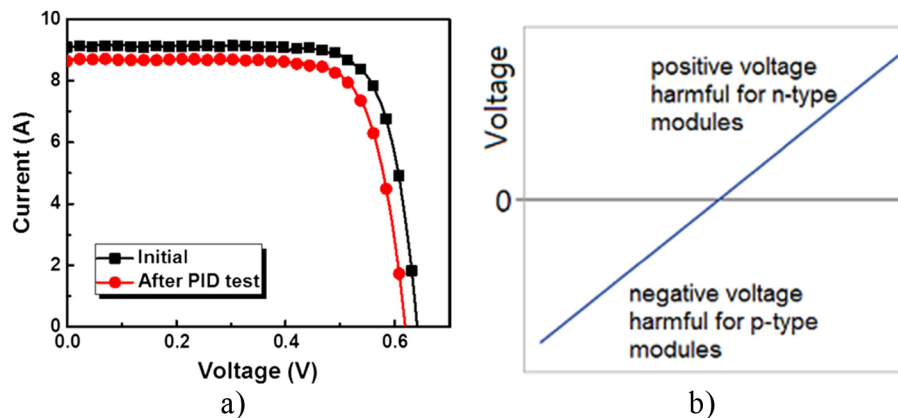 10
8
6
4
2
0
Current (A)
Initial
After PID test
0.0
0.2
0.4
0.6
Voltage (V)
a)
Voltage
0
positive voltage
harmful for n-type
modules
negative voltage
harmful for p-type
modules
b)